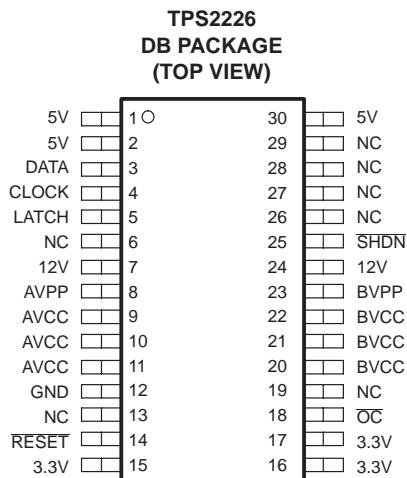 TPS2226
DB PACKAGE
(TOP VIEW)
5V 1 30 5V
5V 2 29 NC
DATA 3 28 NC
CLOCK 4 27 NC
LATCH 5 26 NC
NC 6 25 SHDN
12V 7 24 12V
AVPP 8 23 BVPP
AVCC 9 22 BVCC
AVCC 10 21 BVCC
AVCC 11 20 BVCC
GND 12 19 NC
NC 13 18 OC
RESET 14 17 3.3V
3.3V 15 16 3.3V